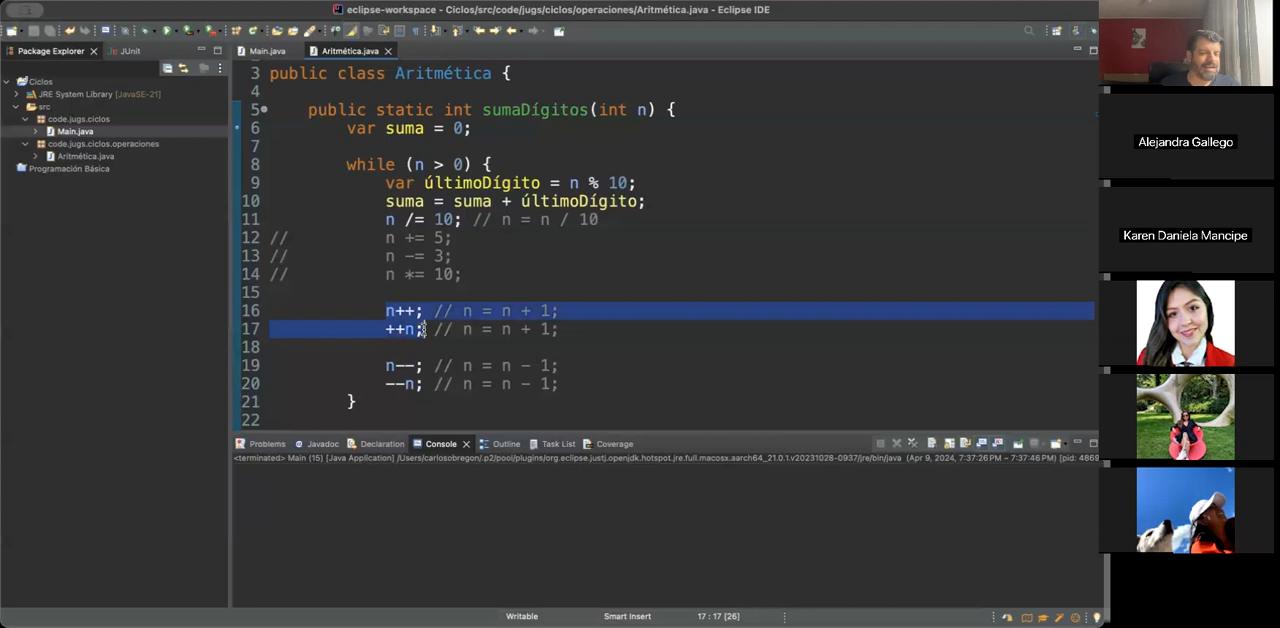 eclipse-workspace - Ciclos/src/code/jugs/ciclos/operaciones/Aritmética.java - Eclipse IDE
Package Explorer
JUnit
Ciclos
JRE System Library [JavaSE-21]
src
code.jugs.ciclos
Main.java
code.jugs.ciclos.operaciones
Aritmética.java
Programación Básica
Main.java
Aritmética.java
3 public class Aritmética {
4
5 public static int sumaDígitos(int n) {
6 var suma = 0;
7
8 while (n > 0) {
9 var últimoDígito = n % 10;
10 suma = suma + últimoDígito;
11 n /= 10; // n = n / 10
12 // n += 5;
13 // n -= 3;
14 // n *= 10;
15
16 n++; // n = n + 1;
17 ++n; // n = n + 1;
18
19 n--; // n = n - 1;
20 --n; // n = n - 1;
21 }
22
Problems
Javadoc
Declaration
Console
Outline
Task List
Coverage
<terminated> Main (15) [Java Application] /Users/carlosobregon/.p2/pool/plugins/org.eclipse.justj.openjdk.hotspot.jre.full.macosx.aarch64_21.0.1.v20231028-0937/jre/bin/java (Apr 9, 2024, 7:37:26 PM – 7:37:46 PM) [pid: 4869
Writable
Smart Insert
17 : 17 [26]
Alejandra Gallego
Karen Daniela Mancipe